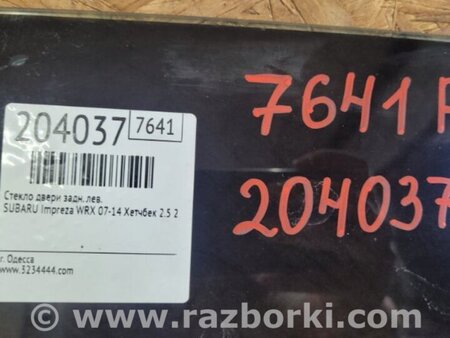 204037 7641
Стекло двери задн.лев.
SUBARU Impreza WRX 07-14 Хетчбек 2.5 2
г. Одесса
www.3234444.com
7641
204037
www.razborki.com